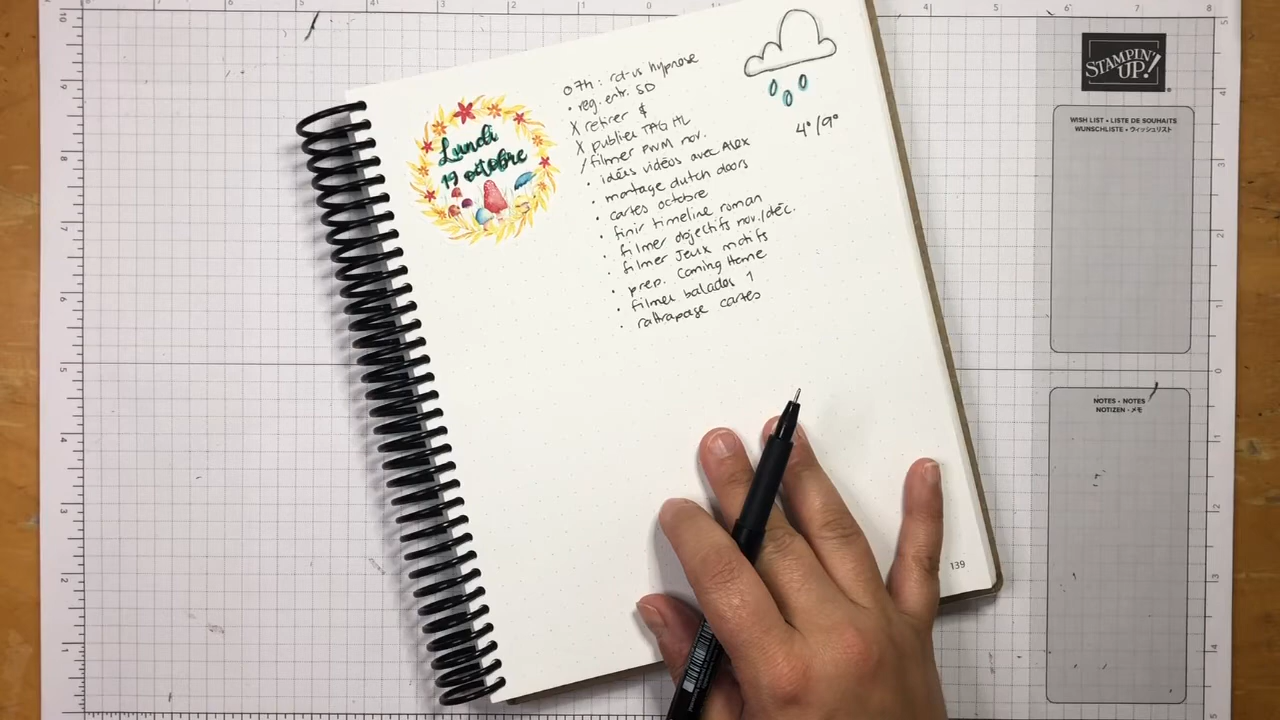 Lundi
19 octobre
07h : rd-vs hypnose
• reg. entr. SD
X retirer $
X publier TAG HL
/ filmer PWM nov.
• idées vidéos avec Alex
• montage dutch doors
• cartes octobre
• finir timeline roman
• filmer objectifs nov./déc.
• filmer Jeux motifs
• prep. Coming Home
• filmer balados 1
• rattrapage cartes
4°/9°
139
STAMPIN' UP!
WISH LIST • LISTE DE SOUHAITS
WUNSCHLISTE • ウィッシュリスト
NOTES • NOTES
NOTIZEN • メモ